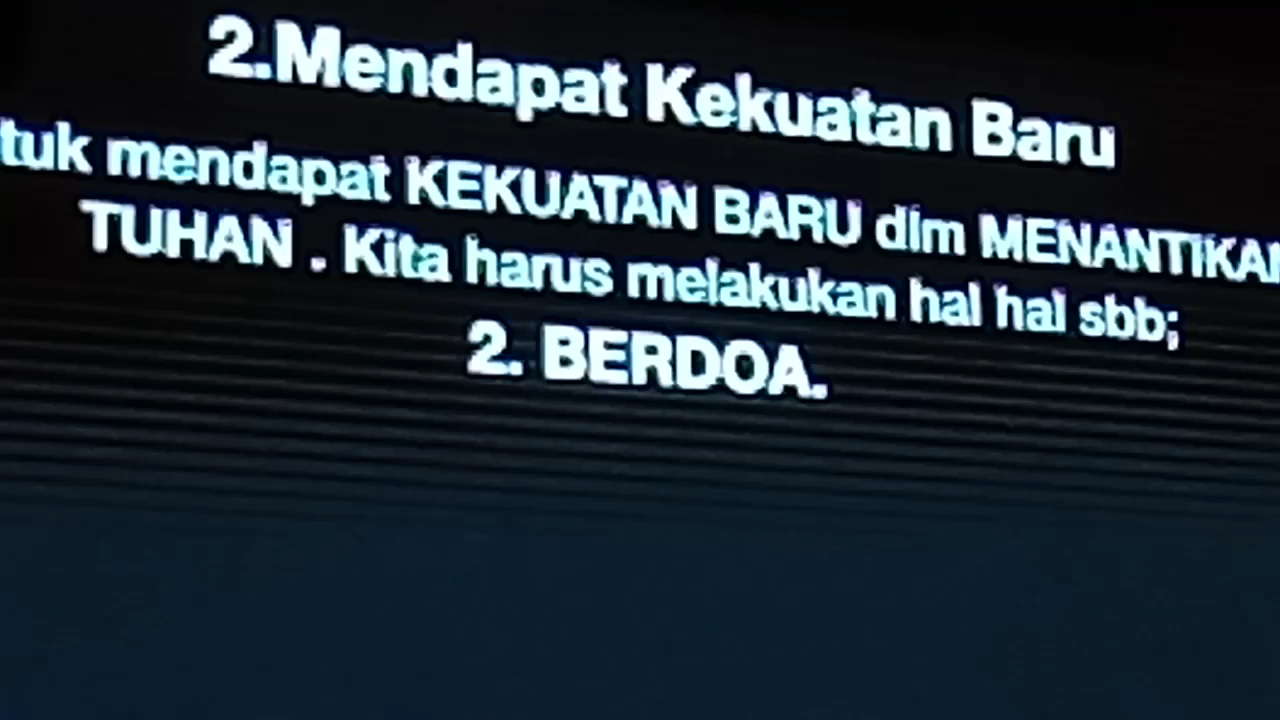 2.Mendapat Kekuatan Baru
tuk mendapat KEKUATAN BARU dlm MENANTIKAN
TUHAN . Kita harus melakukan hal hal sbb;
2. BERDOA.